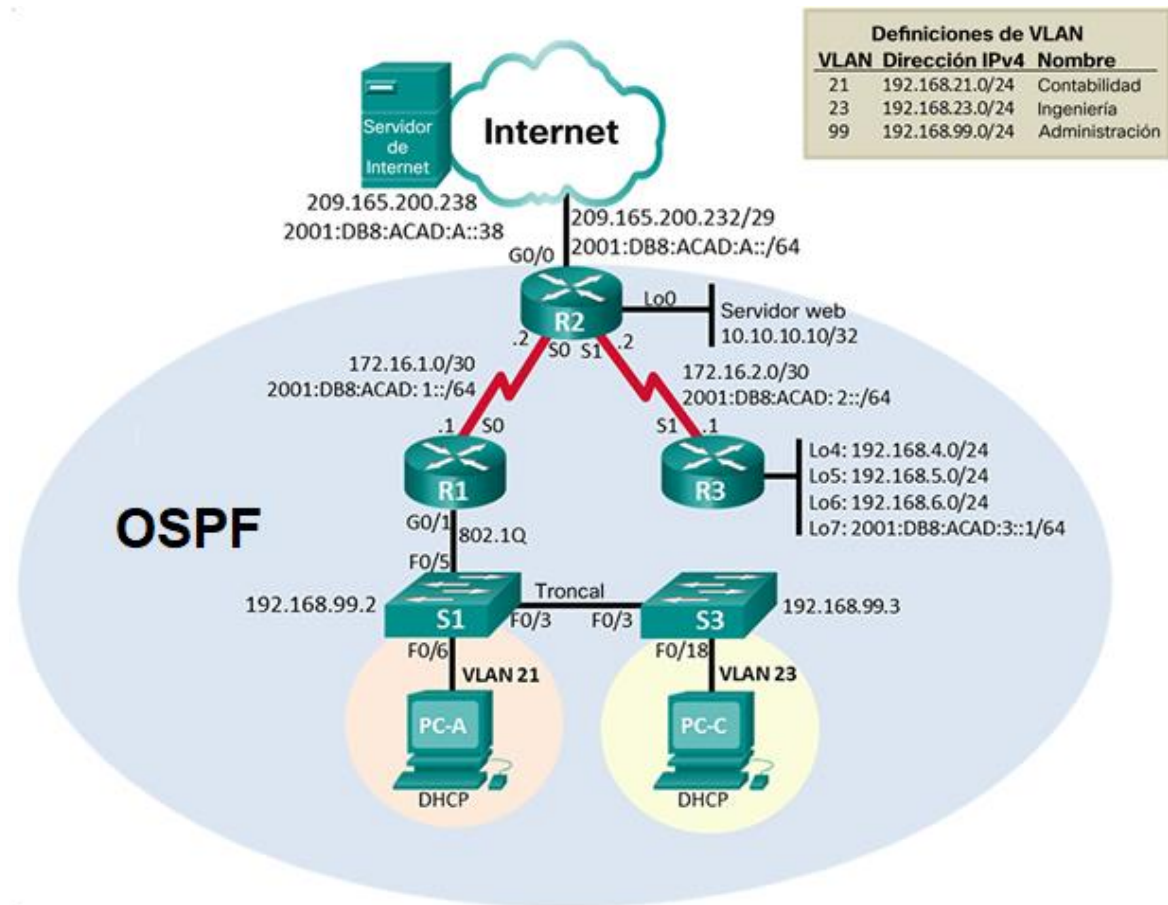 Definiciones de VLAN
VLAN Dirección IPv4 Nombre
21 192.168.21.0/24 Contabilidad
23 192.168.23.0/24 Ingeniería
99 192.168.99.0/24 Administración
Servidor
de
Internet
Internet
209.165.200.238
2001:DB8:ACAD:A::38
209.165.200.232/29
2001:DB8:ACAD:A::/64
G0/0
R2
Lo0
Servidor web
10.10.10.10/32
.2
S0
S1
.2
172.16.1.0/30
2001:DB8:ACAD: 1::/64
172.16.2.0/30
2001:DB8:ACAD: 2::/64
.1
S0
S1
.1
R1
R3
Lo4: 192.168.4.0/24
Lo5: 192.168.5.0/24
Lo6: 192.168.6.0/24
Lo7: 2001:DB8:ACAD:3::1/64
OSPF
G0/1
802.1Q
F0/5
Troncal
192.168.99.2
S1
F0/3
F0/3
S3
192.168.99.3
F0/6
F0/18
VLAN 21
VLAN 23
PC-A
PC-C
DHCP
DHCP